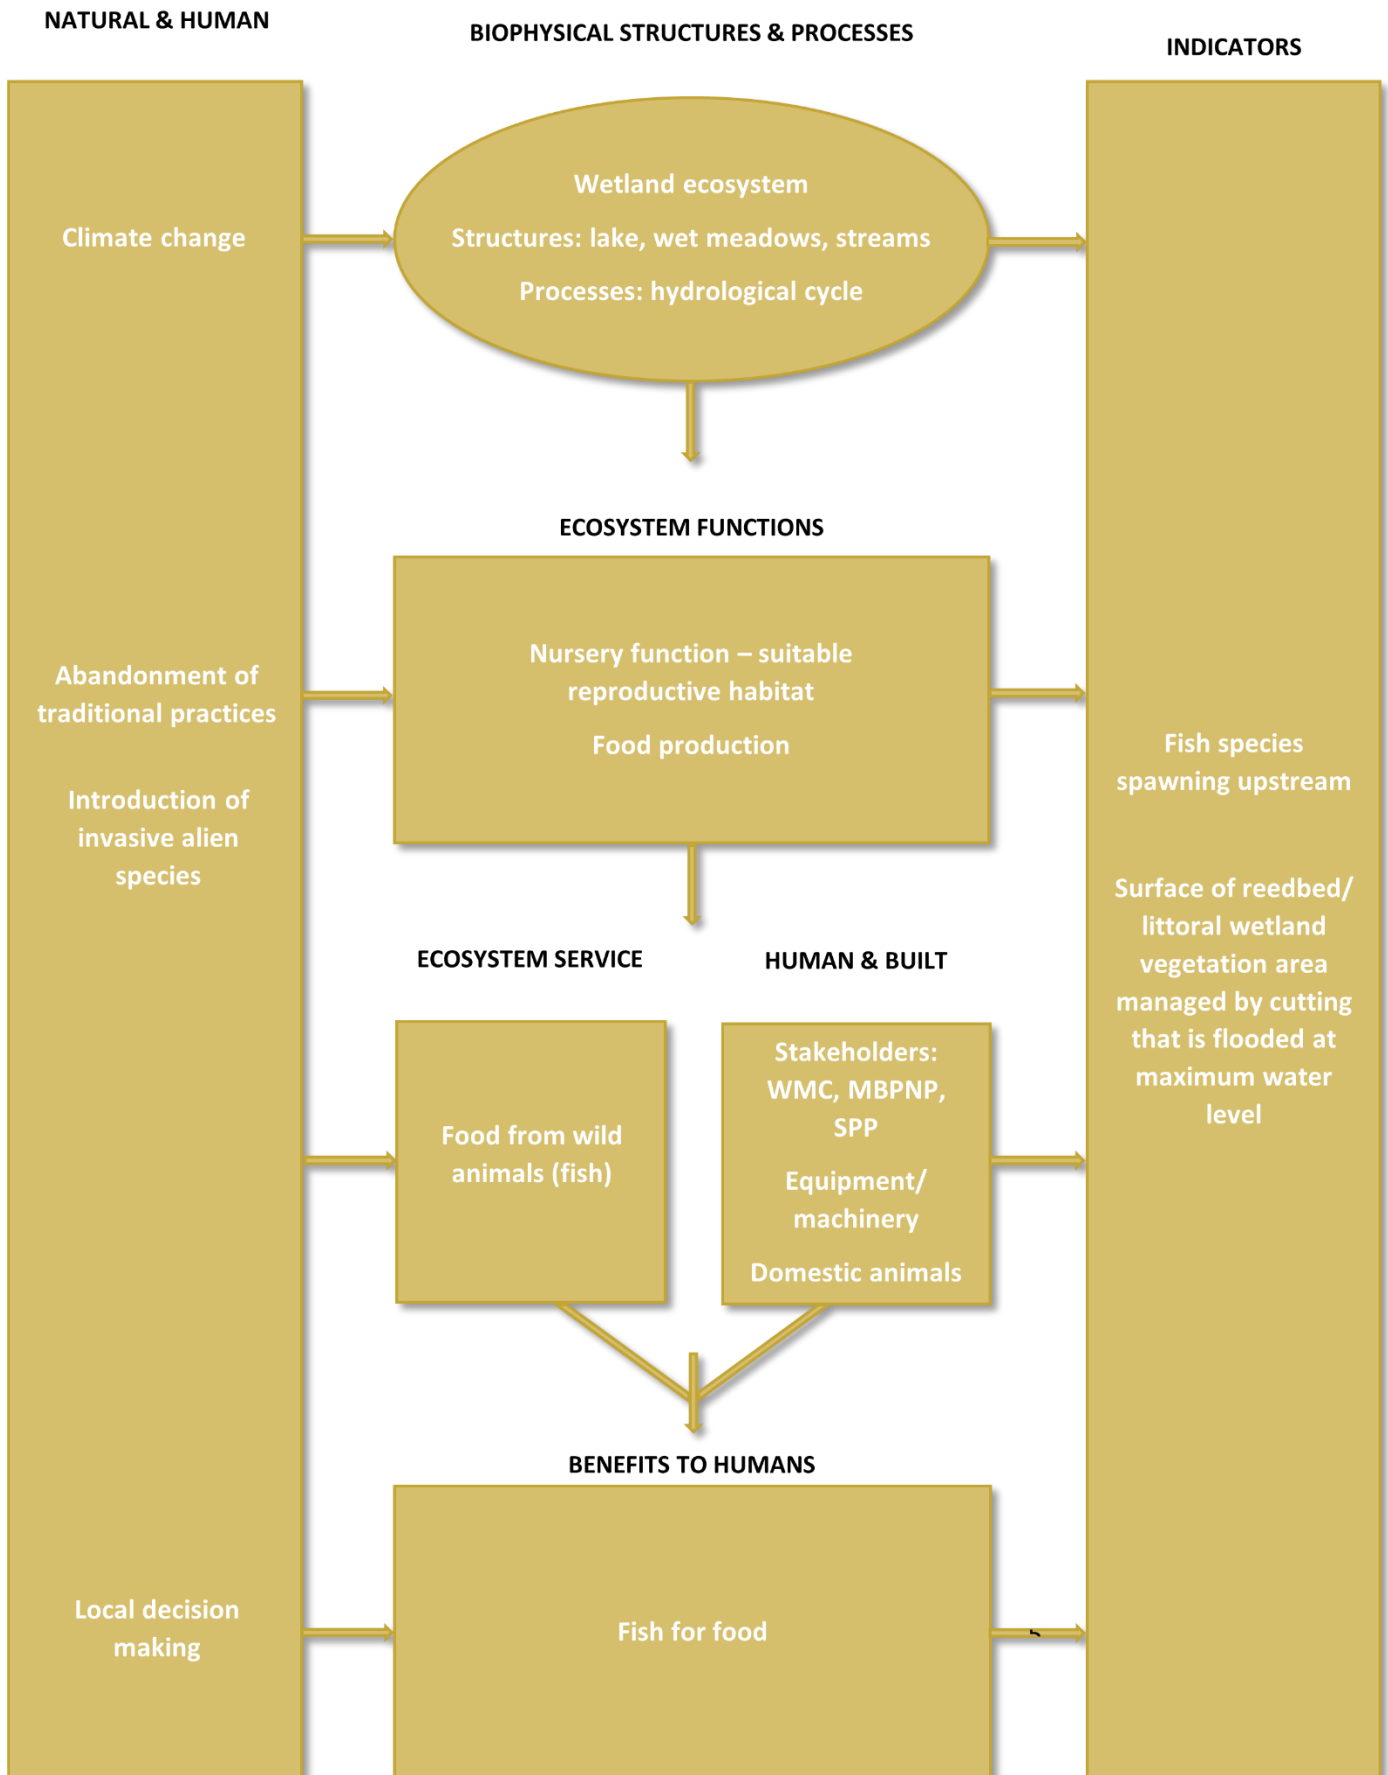 NATURAL & HUMAN
BIOPHYSICAL STRUCTURES & PROCESSES
INDICATORS
Climate change
Wetland ecosystem
Structures: lake, wet meadows, streams
Processes: hydrological cycle
ECOSYSTEM FUNCTIONS
Abandonment of
traditional practices
Introduction of
invasive alien
species
Nursery function – suitable
reproductive habitat
Food production
Fish species
spawning upstream
Surface of reedbed/
littoral wetland
vegetation area
managed by cutting
that is flooded at
maximum water
level
ECOSYSTEM SERVICE
HUMAN & BUILT
Food from wild
animals (fish)
Stakeholders:
WMC, MBPNP,
SPP
Equipment/
machinery
Domestic animals
BENEFITS TO HUMANS
Local decision
making
Fish for food